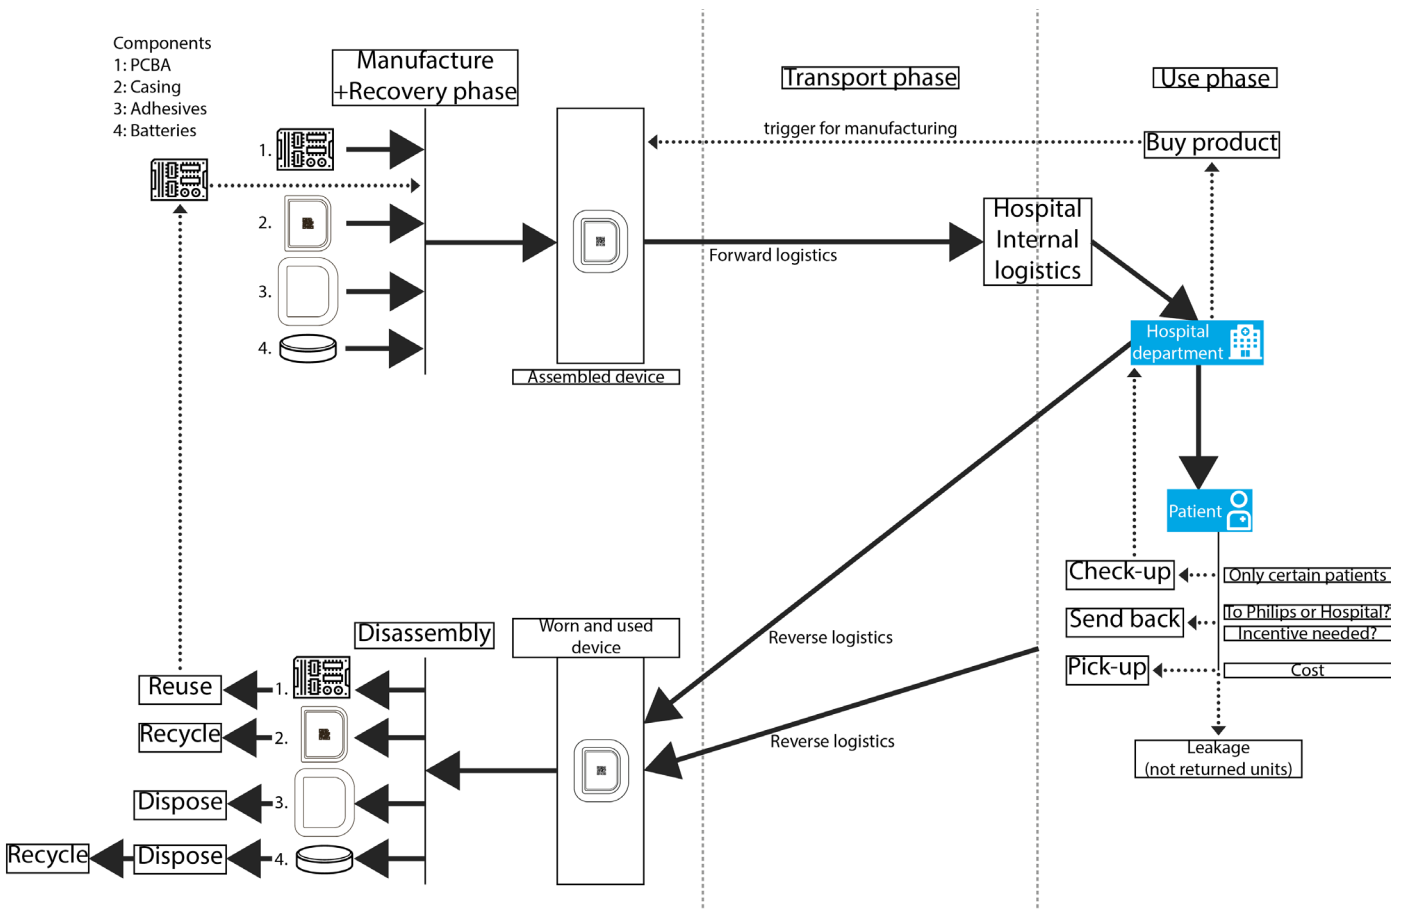 Components
1: PCBA
2: Casing
3: Adhesives
4: Batteries
Manufacture
+Recovery phase
Transport phase
Use phase
trigger for manufacturing
Buy product
1.
2.
3.
4.
Hospital
Internal
logistics
Forward logistics
Hospital
department
Assembled device
Patient
Check-up
Only certain patients
Send back
To Philips or Hospital?
Incentive needed?
Pick-up
Cost
Leakage
(not returned units)
Reverse logistics
Reverse logistics
Worn and used
device
Disassembly
Reuse
1.
Recycle
2.
Dispose
3.
Recycle
Dispose
4.